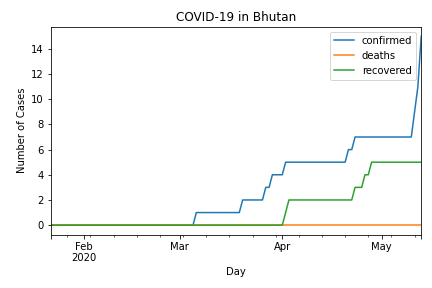 COVID-19 in Bhutan
confirmed
deaths
recovered
14
12
10
8
6
4
2
0
Number of Cases
Feb
2020
Mar
Apr
May
Day